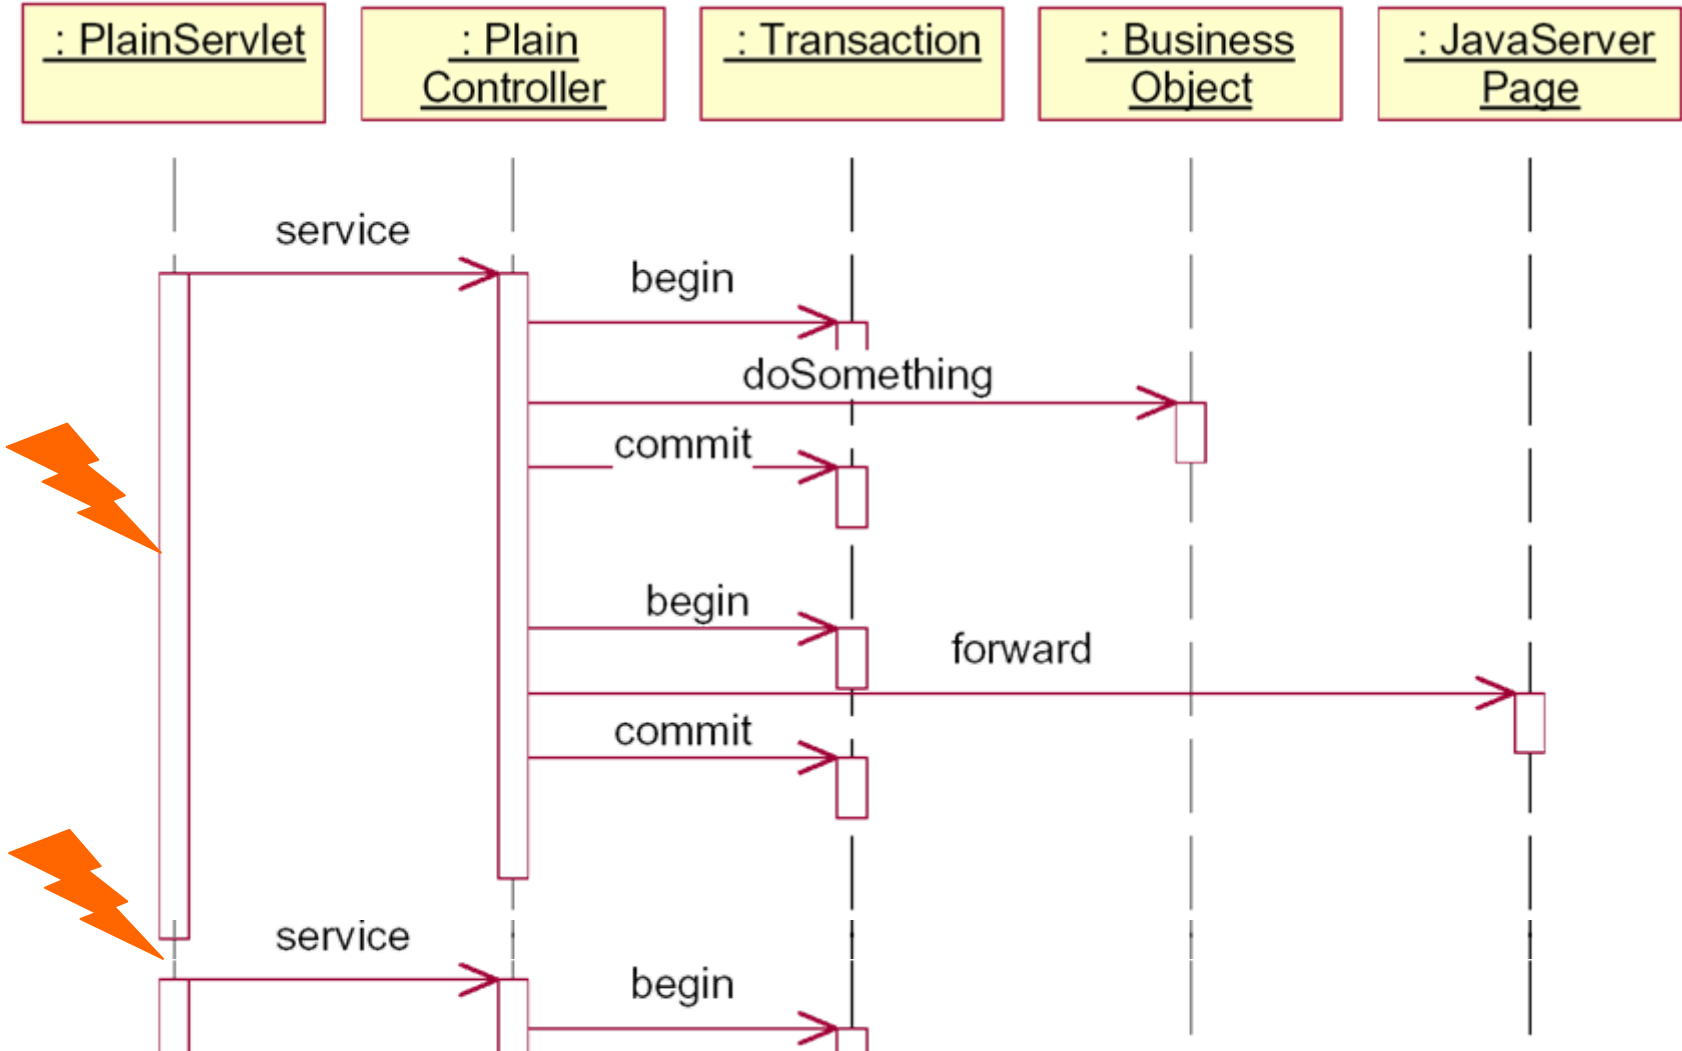 : PlainServlet
: Plain
Controller
: Transaction
: Business
Object
: JavaServer
Page
service
begin
doSomething
commit
begin
forward
commit
service
begin